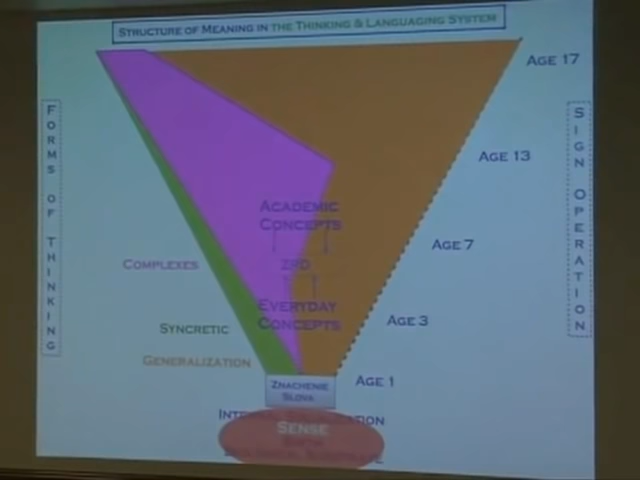 Structure of Meaning in the Thinking & Languaging System
Age 17
Forms of Thinking
Sign Operation
Age 13
Academic
Concepts
Age 7
Complexes
ZPD
Everyday
Concepts
Age 3
Syncretic
Generalization
Age 1
Znachenie
Slova
Sense